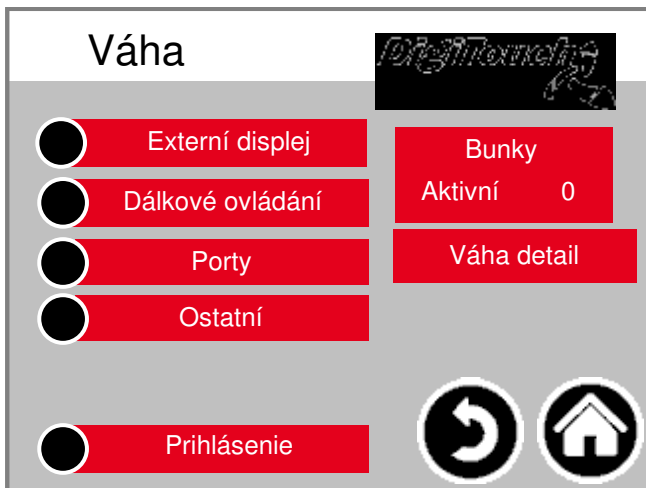 Váha
DigiTouch
Externí displej
Dálkové ovládání
Porty
Ostatní
Prihlásenie
Bunky
Aktivní 0
Váha detail